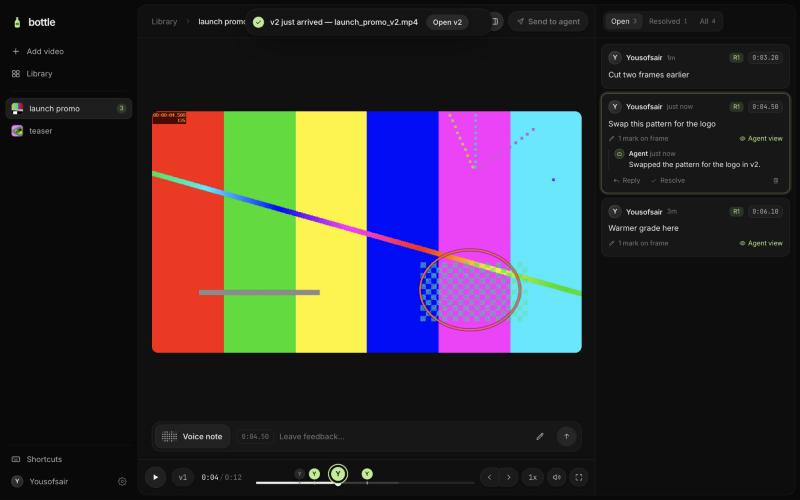 bottle
Add video
Library
launch promo 3
teaser
Shortcuts
Y Yousofsair
Library > launch promo
v2 just arrived — launch_promo_v2.mp4 Open v2
Send to agent
Voice note 0:04.50 Leave feedback...
v1 0:04 / 0:12
Y Y Y Y
1x
Open 3 Resolved 1 All 4
Y Yousofsair 1m R1 0:03.20
Cut two frames earlier
Y Yousofsair just now R1 0:04.50
Swap this pattern for the logo
1 mark on frame Agent view
Agent just now
Swapped the pattern for the logo in v2.
Reply Resolve
Y Yousofsair 3m R1 0:06.10
Warmer grade here
1 mark on frame Agent view